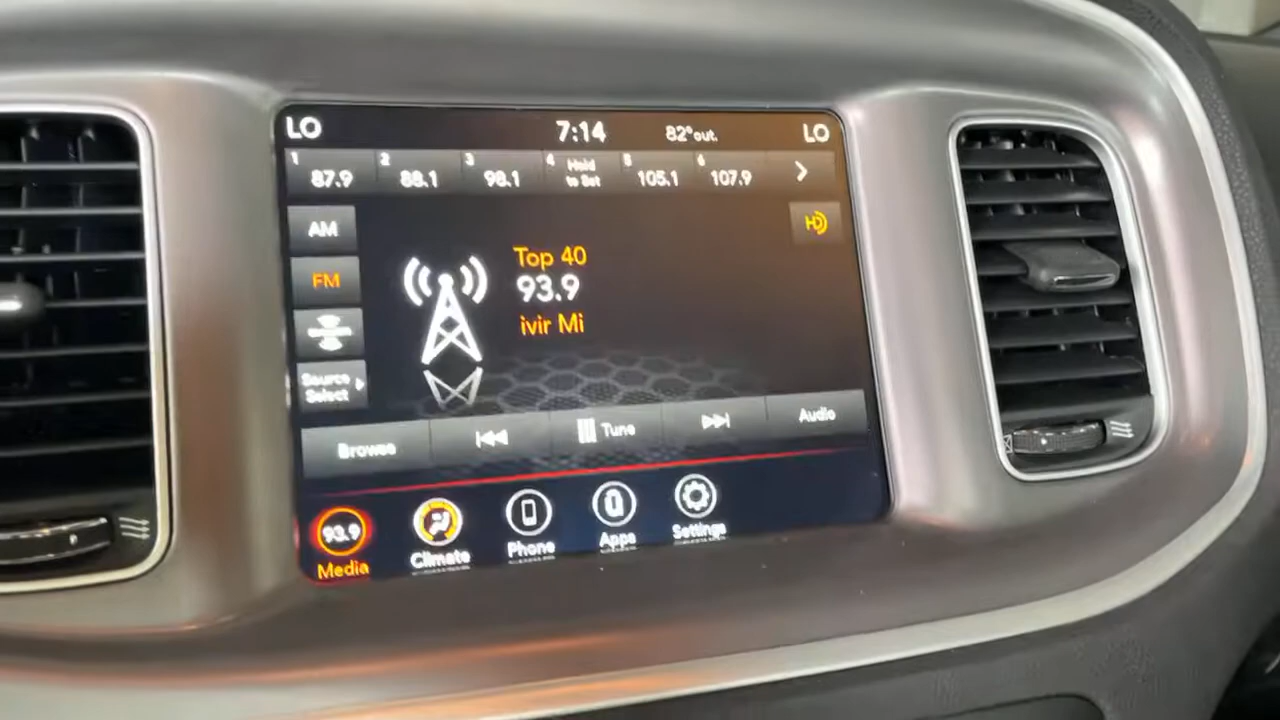 LO 7:14 82°out. LO
1 2 3 4 5 6
87.9 88.1 98.1 Hold to Set 105.1 107.9
AM
HD
FM
Top 40
93.9
ivir Mi
Source
Select
Browse Tune Audio
93.9
Media Climate Phone Apps Settings